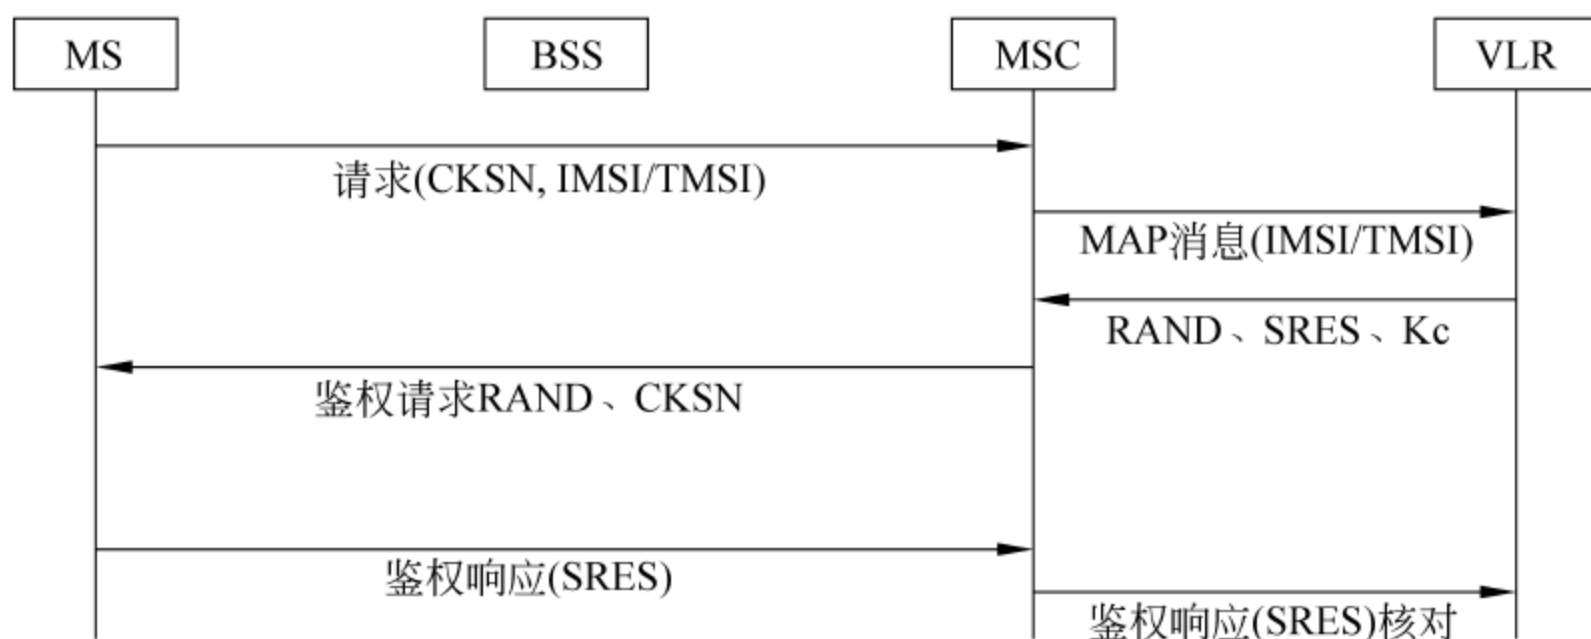 MS
BSS
MSC
VLR
请求(CKSN, IMSI/TMSI)
MAP消息(IMSI/TMSI)
RAND、SRES、Kc
鉴权请求RAND、CKSN
鉴权响应(SRES)
鉴权响应(SRES)核对